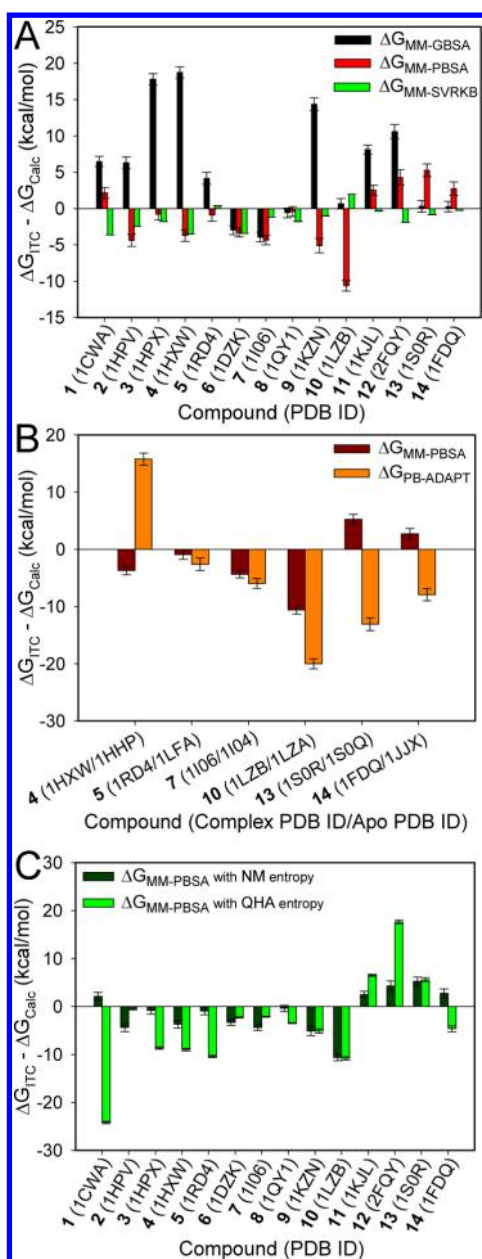 A
ΔG_ITC - ΔG_Calc (kcal/mol)
25
20
15
10
5
0
-5
-10
-15
ΔG_MM-GBSA
ΔG_MM-PBSA
ΔG_MM-SVRKB
1 (1CWA)
2 (1HPV)
3 (1HPX)
4 (1HXW)
5 (1RD4)
6 (1DZK)
7 (1I06)
8 (1QY1)
9 (1KZN)
10 (1LZB)
11 (1KJL)
12 (2FQY)
13 (1S0R)
14 (1FDQ)
Compound (PDB ID)
B
ΔG_ITC - ΔG_Calc (kcal/mol)
20
10
0
-10
-20
-30
ΔG_MM-PBSA
ΔG_PB-ADAPT
4 (1HXW/1HHP)
5 (1RD4/1LFA)
7 (1I06/1I04)
10 (1LZB/1LZA)
13 (1S0R/1S0Q)
14 (1FDQ/1JJX)
Compound (Complex PDB ID/Apo PDB ID)
C
ΔG_ITC - ΔG_Calc (kcal/mol)
30
20
10
0
-10
-20
-30
ΔG_MM-PBSA with NM entropy
ΔG_MM-PBSA with QHA entropy
1 (1CWA)
2 (1HPV)
3 (1HPX)
4 (1HXW)
5 (1RD4)
6 (1DZK)
7 (1I06)
8 (1QY1)
9 (1KZN)
10 (1LZB)
11 (1KJL)
12 (2FQY)
13 (1S0R)
14 (1FDQ)
Compound (PDB ID)